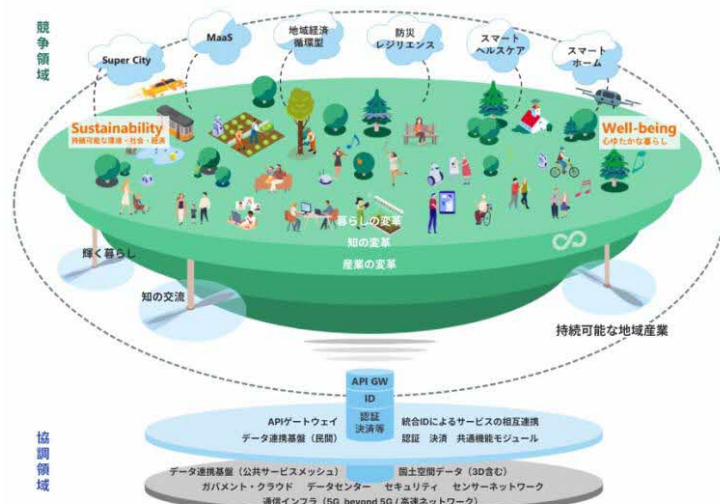 競争領域
Super City
MaaS
地域経済
循環型
防災
レジリエンス
スマート
ヘルスケア
スマート
ホーム
Sustainability
持続可能な環境・社会・経済
Well-being
心ゆたかな暮らし
暮らしの変革
知の変革
産業の変革
輝く暮らし
知の交流
持続可能な地域産業
API GW
ID
認証
決済等
APIゲートウェイ
統合IDによるサービスの相互連携
データ連携基盤（民間）
認証 決済 共通機能モジュール
協調領域
データ連携基盤（公共サービスメッシュ）
国土空間データ（3D含む）
ガバメント・クラウド データセンター セキュリティ センサーネットワーク
通信インフラ（5G, beyond 5G / 高速ネットワーク）